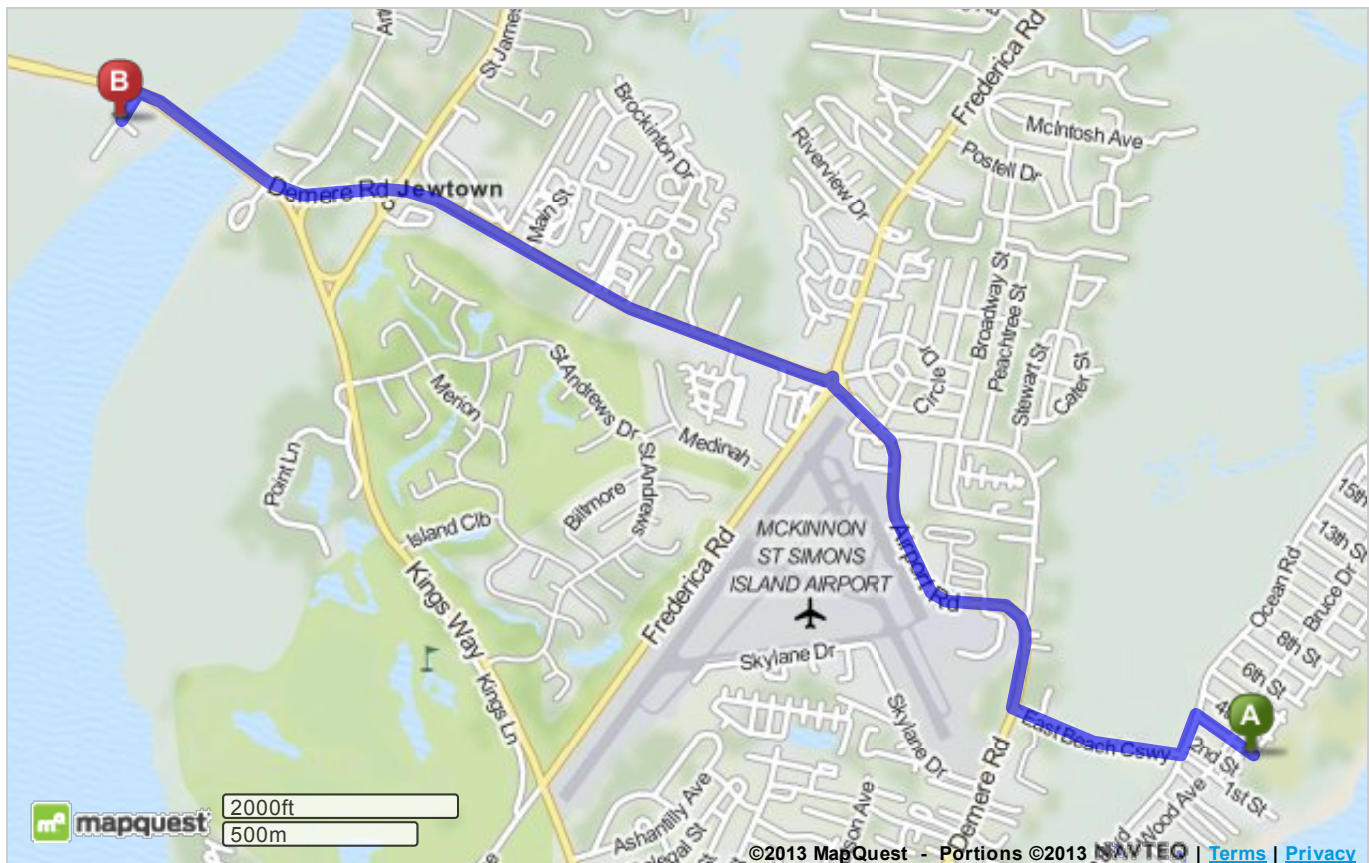 B
Art
St James
Frederica Rd
Brockinton Dr
McIntosh Ave
Riverview Dr
Postell Dr
Demere Rd
Jewtown
Main St
Broadway St
Peachtree St
Stewart St
Cater St
Circle Dr
St Andrews Dr
Merion
Medinah
St Andrews
Point Ln
Biltmore
Island Clb
MCKINNON
ST SIMONS
ISLAND AIRPORT
Airport Rd
Frederica Rd
Kings Way
Kings Ln
Skylane Dr
Skylane Dr
15th St
13th St
Ocean Rd
Bruce Dr
8th St
6th St
A
East Beach Cswy
2nd St
1st St
Wood Ave
Demere Rd
Ashantilly Ave
mapquest
2000ft
500m
©2013 MapQuest - Portions ©2013 NAVTEQ | Terms | Privacy